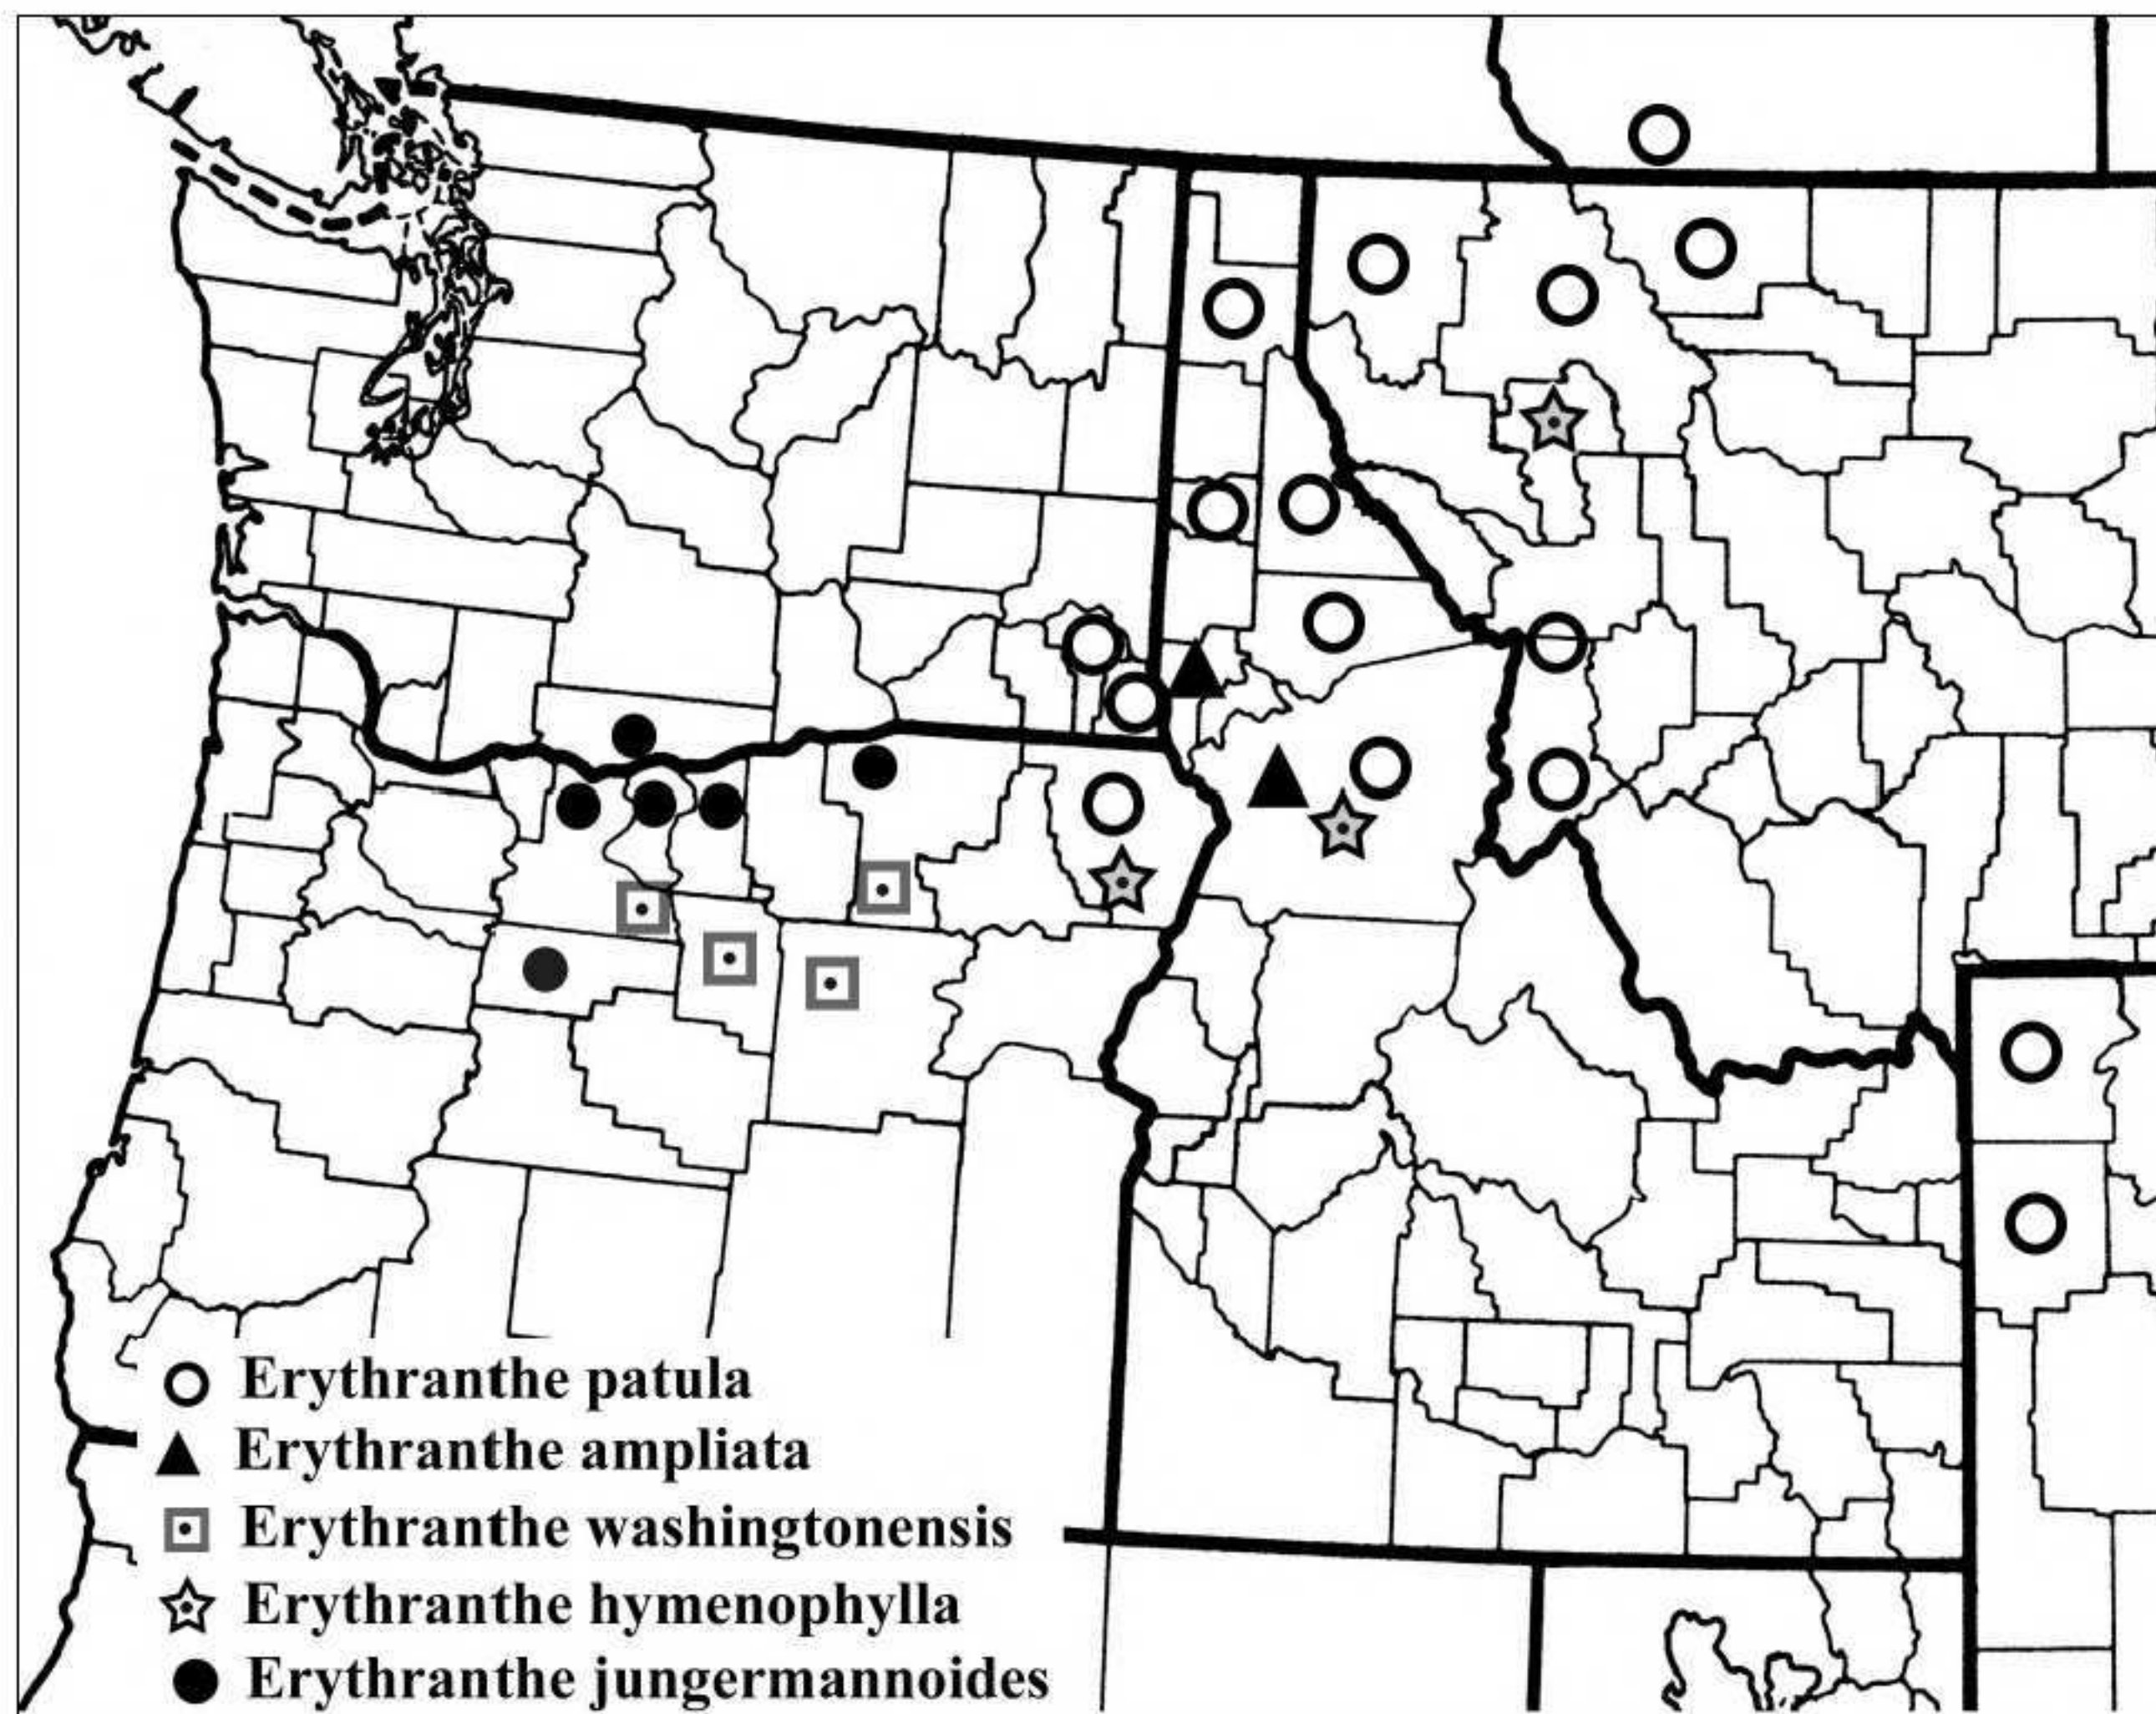 Erythranthe patula
Erythranthe ampliata
Erythranthe washingtonensis
Erythranthe hymenophylla
Erythranthe jungermannoides